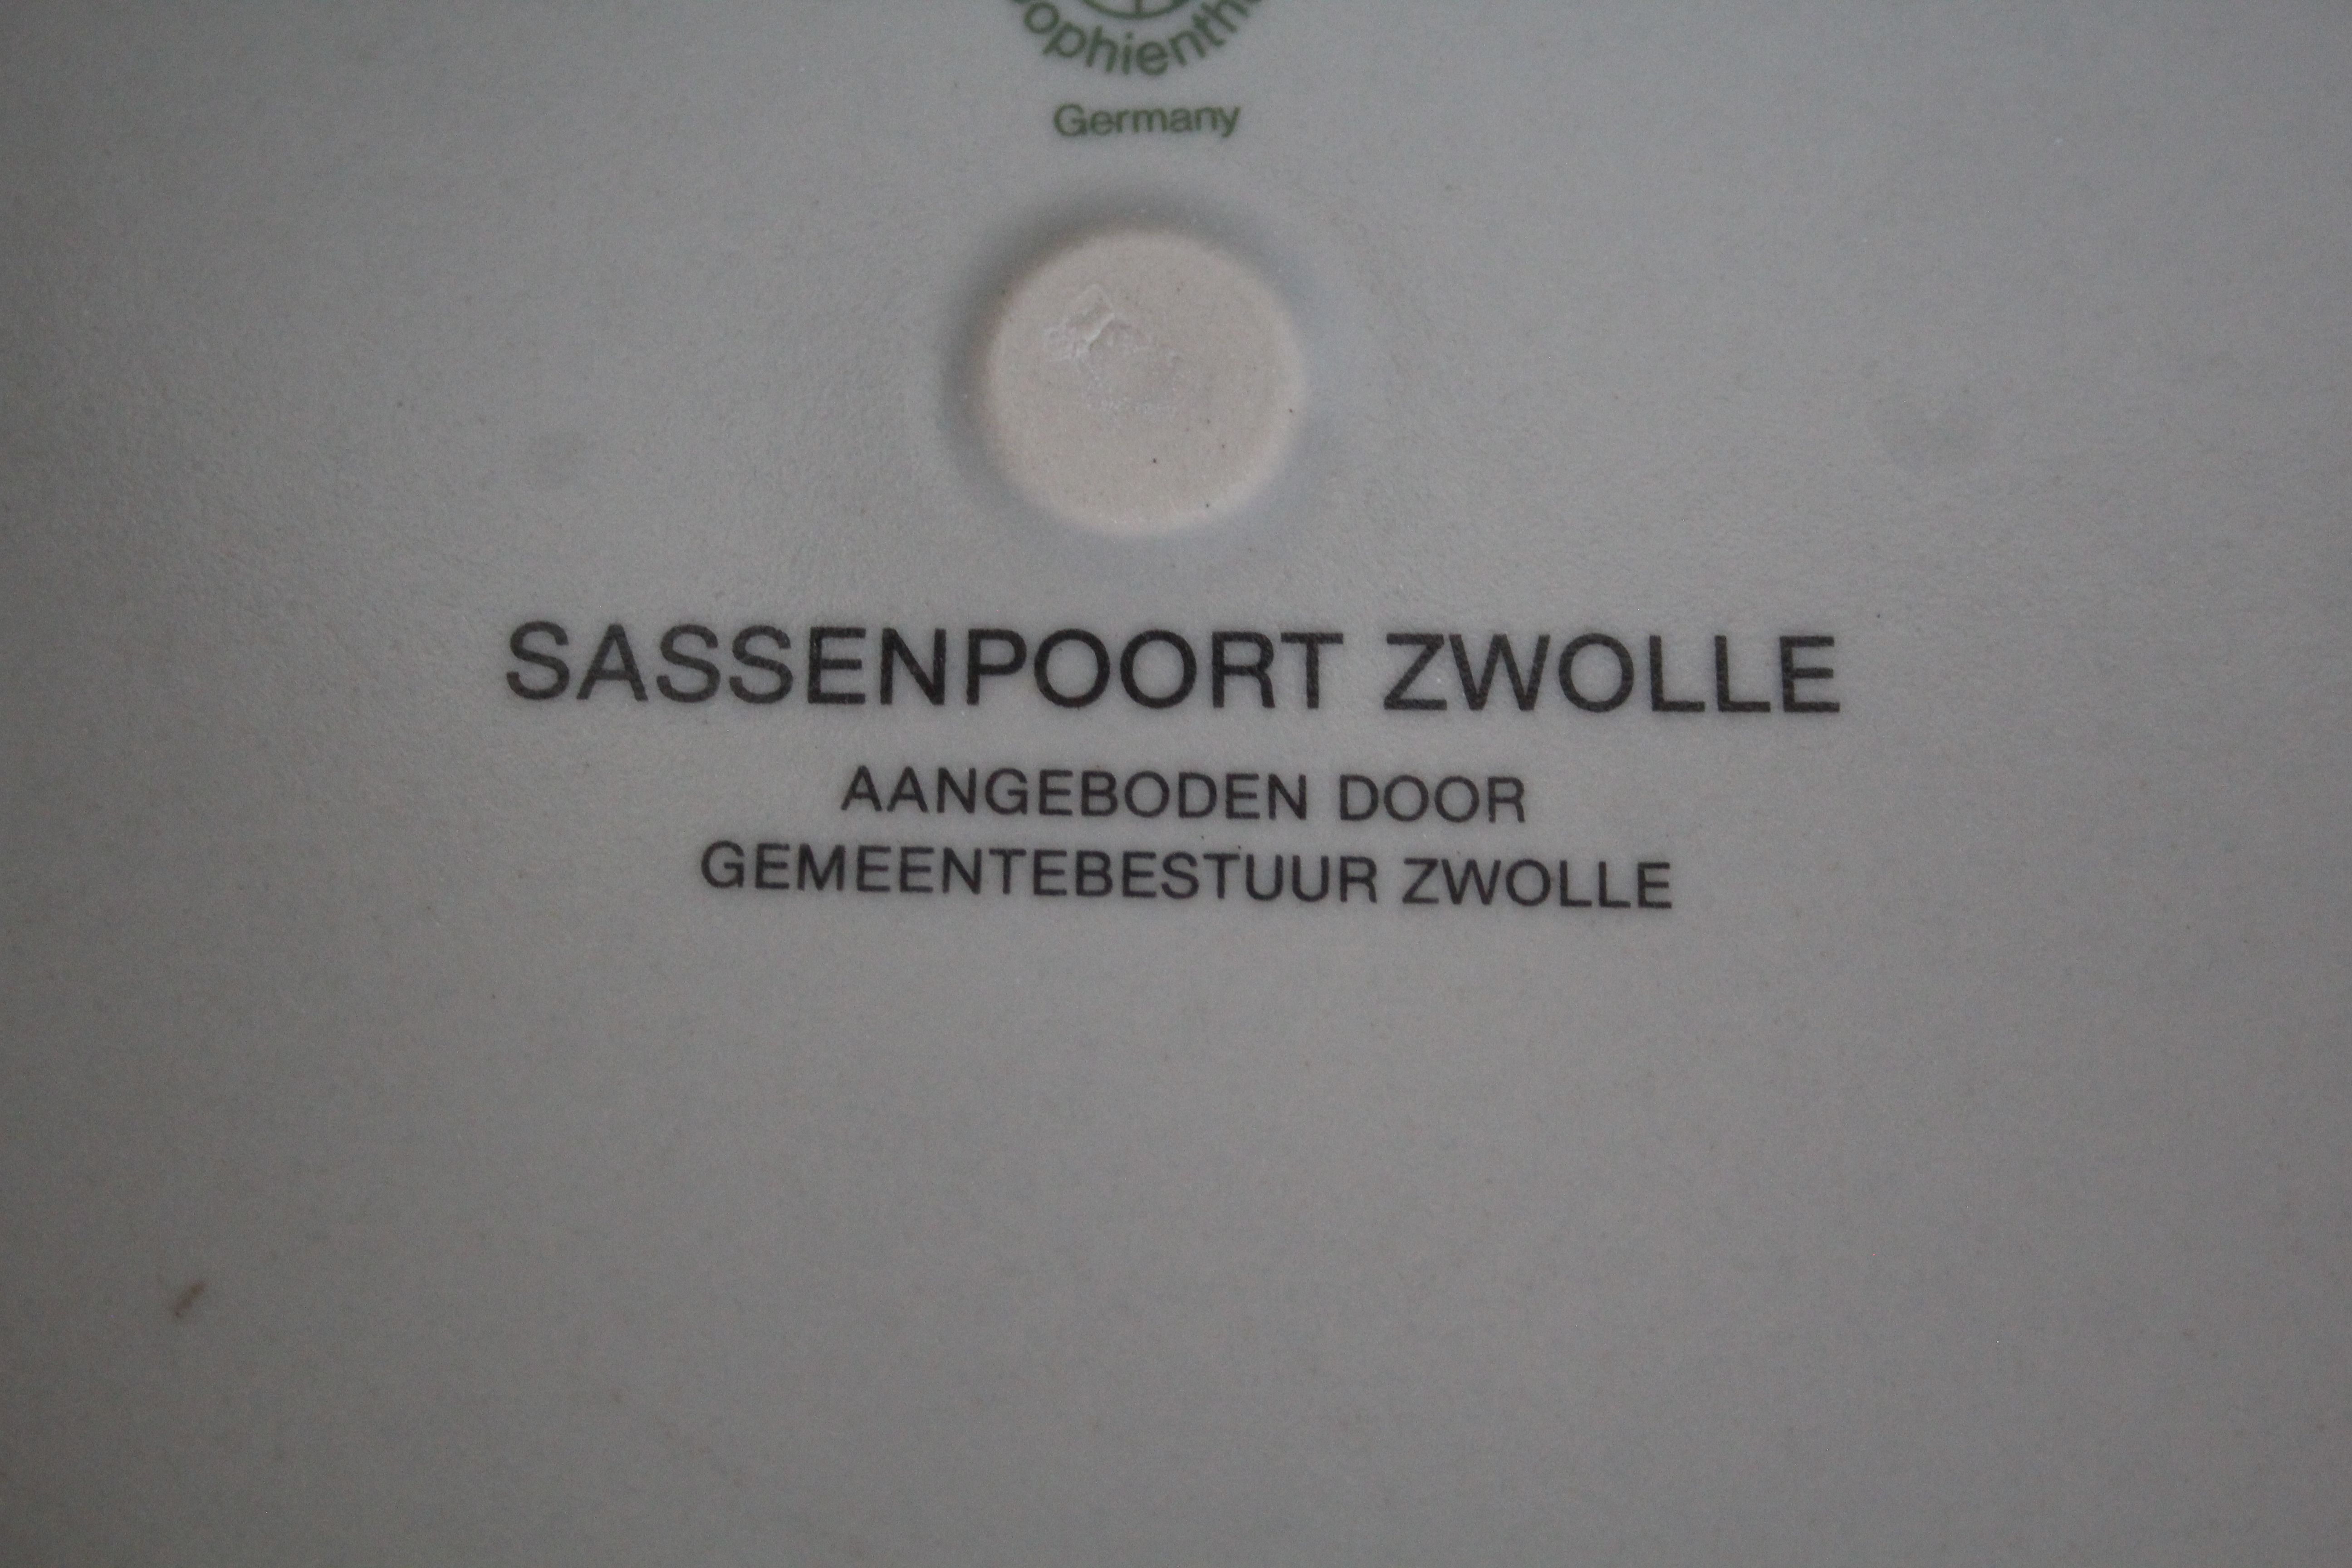 Germany
SASSENPOORT ZWOLLE
AANGEBODEN DOOR
GEMEENTEBESTUUR ZWOLLE